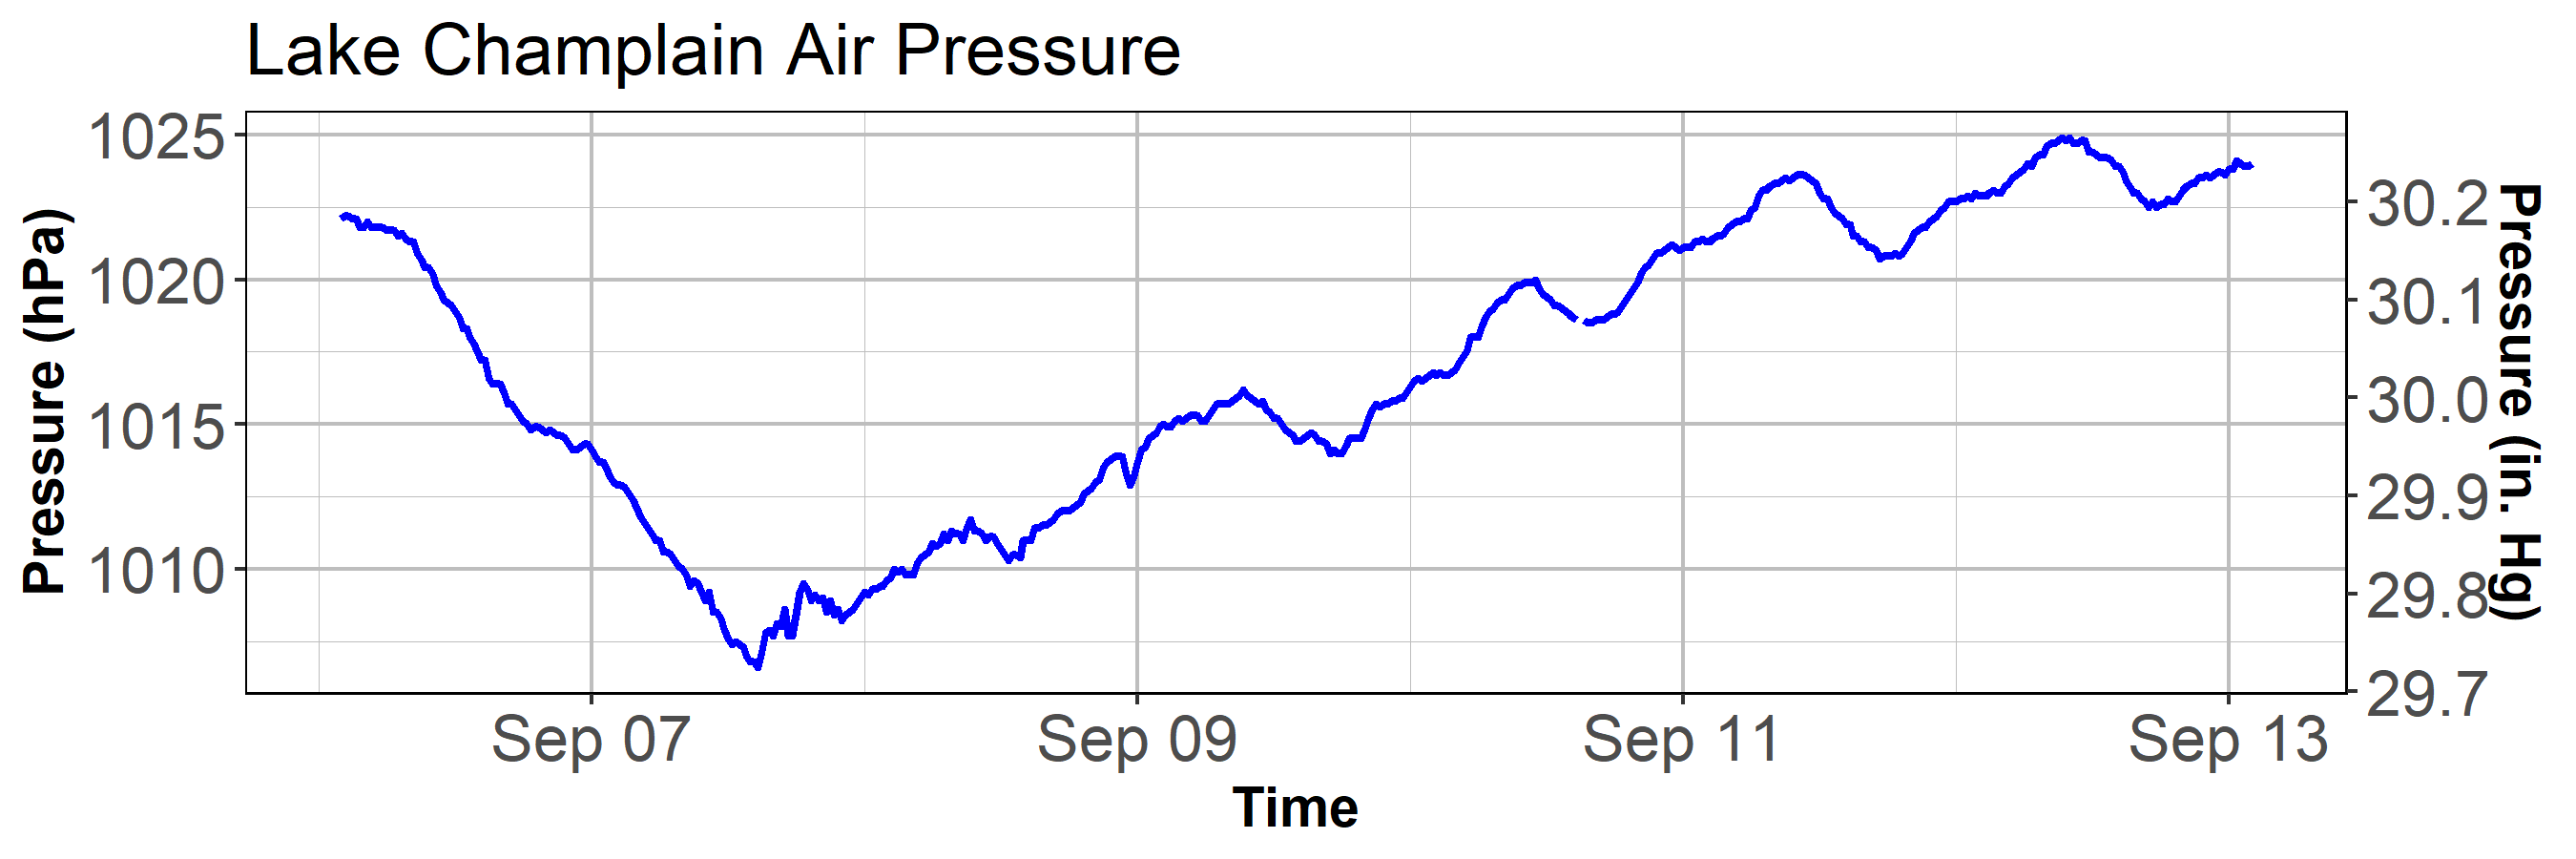 Lake Champlain Air Pressure
Pressure (hPa)
1025
1020
1015
1010
30.2
30.1
30.0
29.9
29.8
29.7
Pressure (in. Hg)
Sep 07
Sep 09
Sep 11
Sep 13
Time